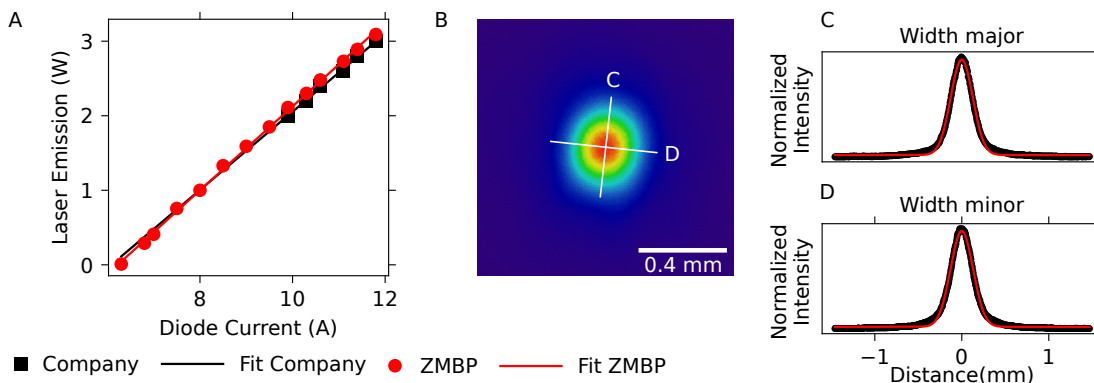 A
Laser Emission (W)
3
2
1
0
8
10
12
Diode Current (A)
B
C
D
0.4 mm
C
Width major
Normalized
Intensity
D
Width minor
Normalized
Intensity
−1
0
1
Distance(mm)
Company
Fit Company
ZMBP
Fit ZMBP